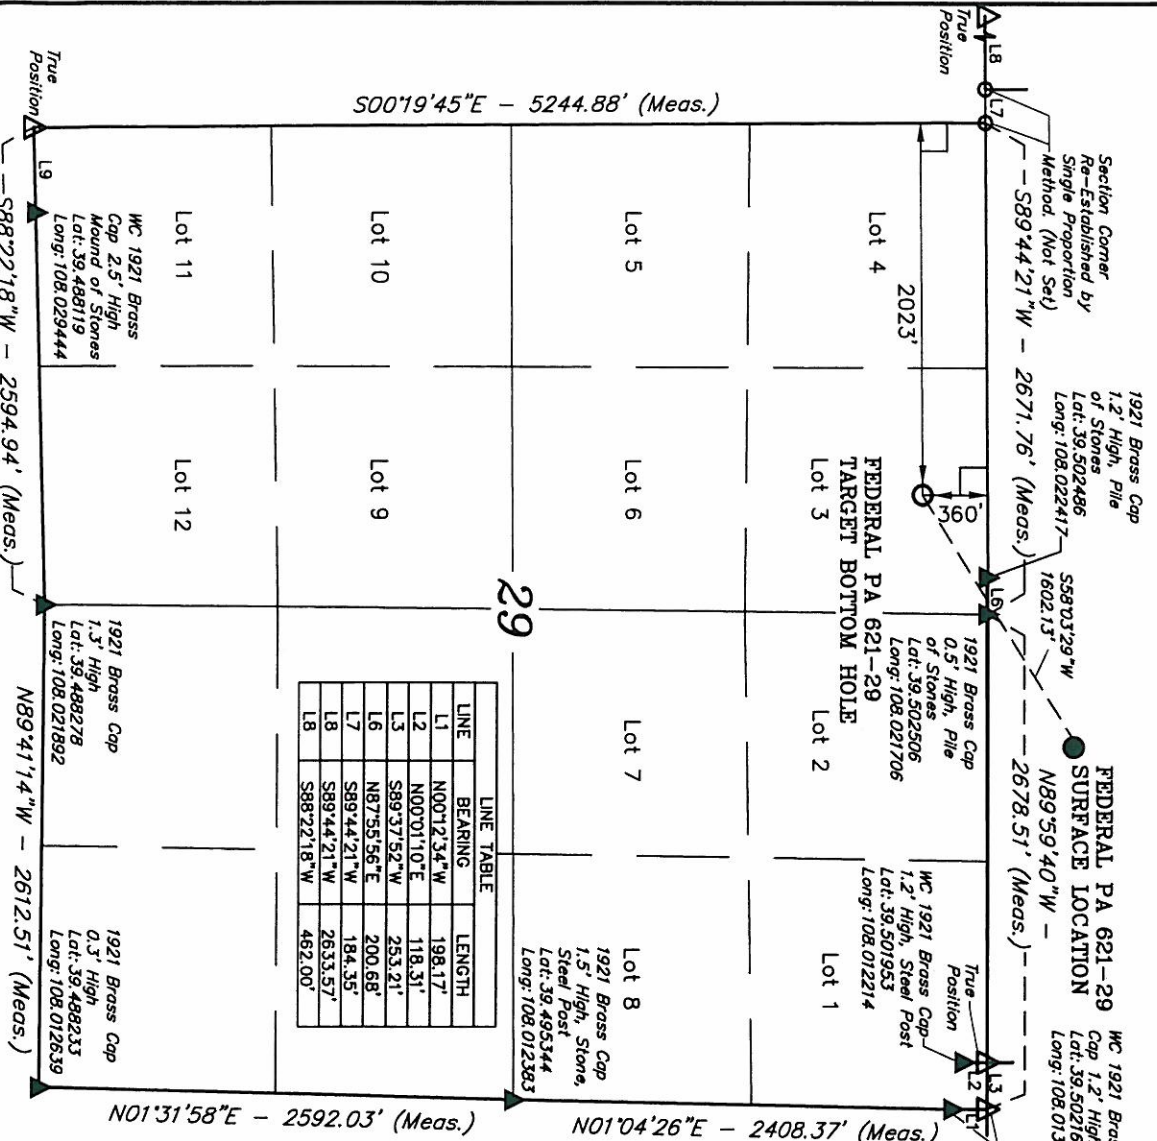 WC 1921
Cap 1.2' High
FEDERAL PA 621-29
SURFACE LOCATION
1921 Brass Cap
1.2' High, Pile
of Stones
Lat: 39.502486
Long: 108.022417
S58°03'29"W
1602.13'
Section Corner
Re-Established by
Single Proportion
Method. (Not Set)
S89°44'21"W - 2671.76' (Meas.)
N89°59'40"W - 2678.51' (Meas.)
True
Position
L8
L7
L6
L3
L2
L1
True
Position
1921 Brass Cap
0.5' High, Pile
of Stones
Lat: 39.502506
Long: 108.021706
WC 1921 Brass Cap
1.2' High, Steel Post
Lat: 39.501953
Long: 108.012214
360'
2023'
FEDERAL PA 621-29
TARGET BOTTOM HOLE
Lot 4
Lot 3
Lot 2
Lot 1
S00°19'45"E - 5244.88' (Meas.)
N01°04'26"E - 2408.37' (Meas.)
Lot 5
Lot 6
Lot 7
Lot 8
1921 Brass Cap
1.5' High, Stone,
Steel Post
Lat: 39.495344
Long: 108.012383
29
LINE TABLE
LINE BEARING LENGTH
L1 N00°12'34"W 198.17'
L2 N00°01'10"E 118.31'
L3 S89°37'52"W 253.21'
L6 N87°55'56"E 200.68'
L7 S89°44'21"W 184.35'
L8 S89°44'21"W 2633.57'
L8 S88°22'18"W 462.00'
Lot 10
Lot 9
N01°31'58"E - 2592.03' (Meas.)
Lot 11
Lot 12
WC 1921 Brass
Cap 2.5' High
Mound of Stones
Lat: 39.488119
Long: 108.029444
1921 Brass Cap
1.3' High
Lat: 39.488278
Long: 108.021892
1921 Brass Cap
0.3' High
Lat: 39.488233
Long: 108.012639
True
Position
L9
S88°22'18"W - 2594.94' (Meas.)
N89°41'14"W - 2612.51' (Meas.)